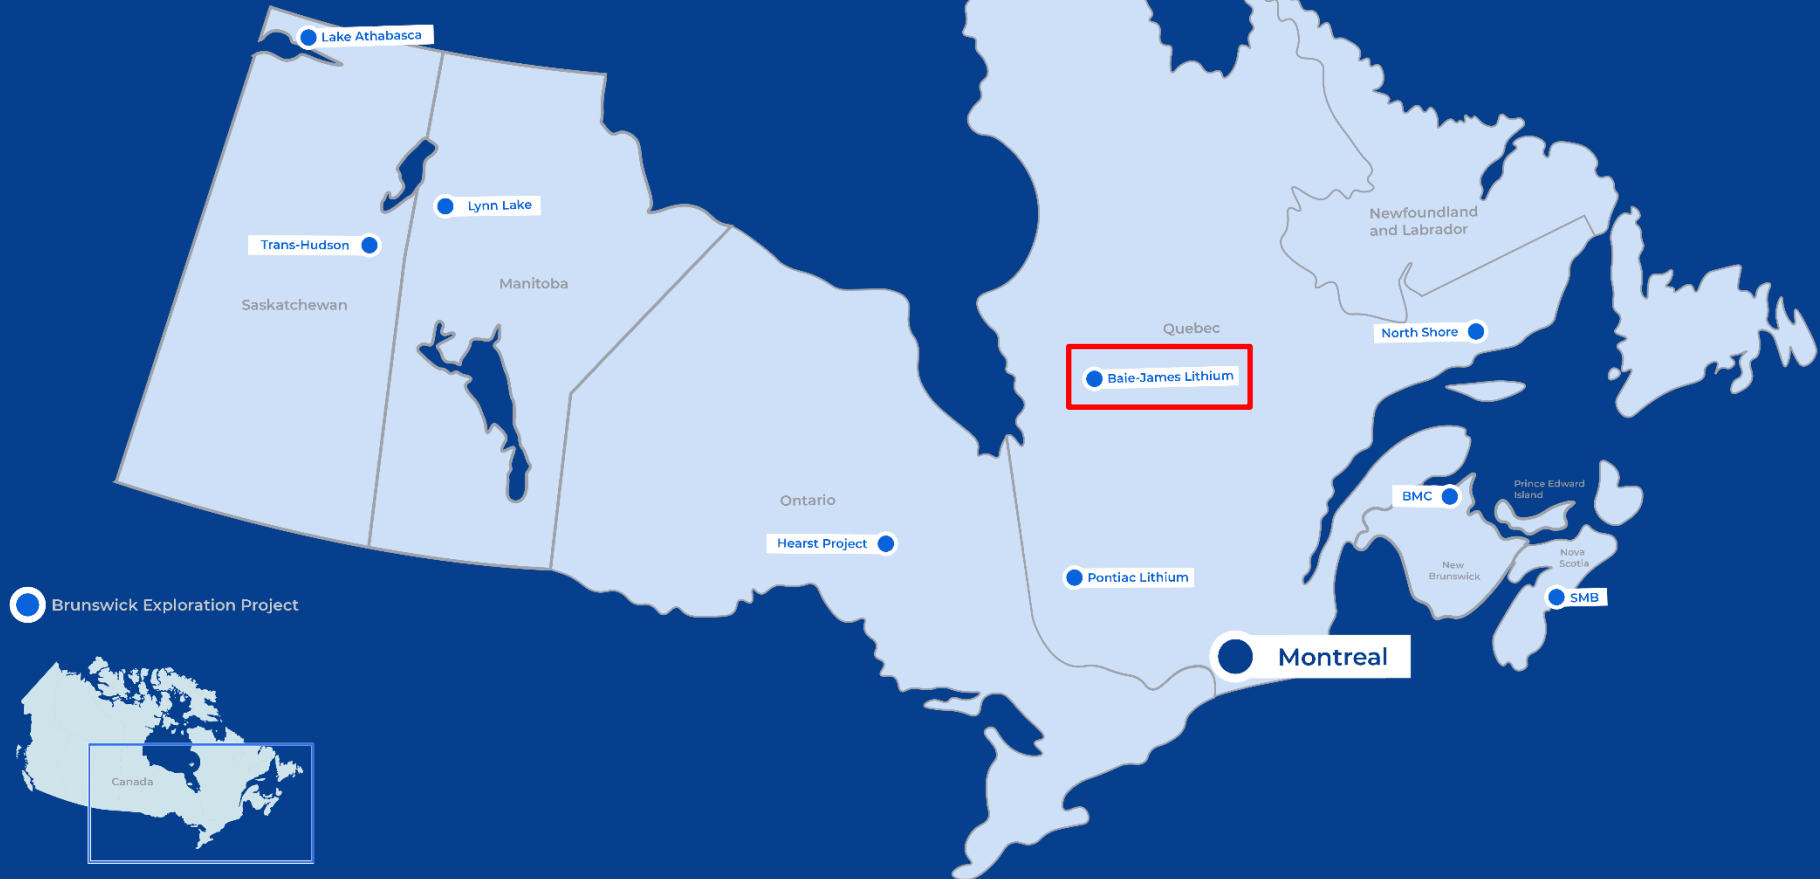 Lake Athabasca
Lynn Lake
Trans-Hudson
Manitoba
Saskatchewan
Newfoundland
and Labrador
Quebec
North Shore
Baie-James Lithium
Ontario
Hearst Project
Pontiac Lithium
BMC
Prince Edward
Island
Nova
Scotia
New
Brunswick
SMB
Montreal
Brunswick Exploration Project
Canada